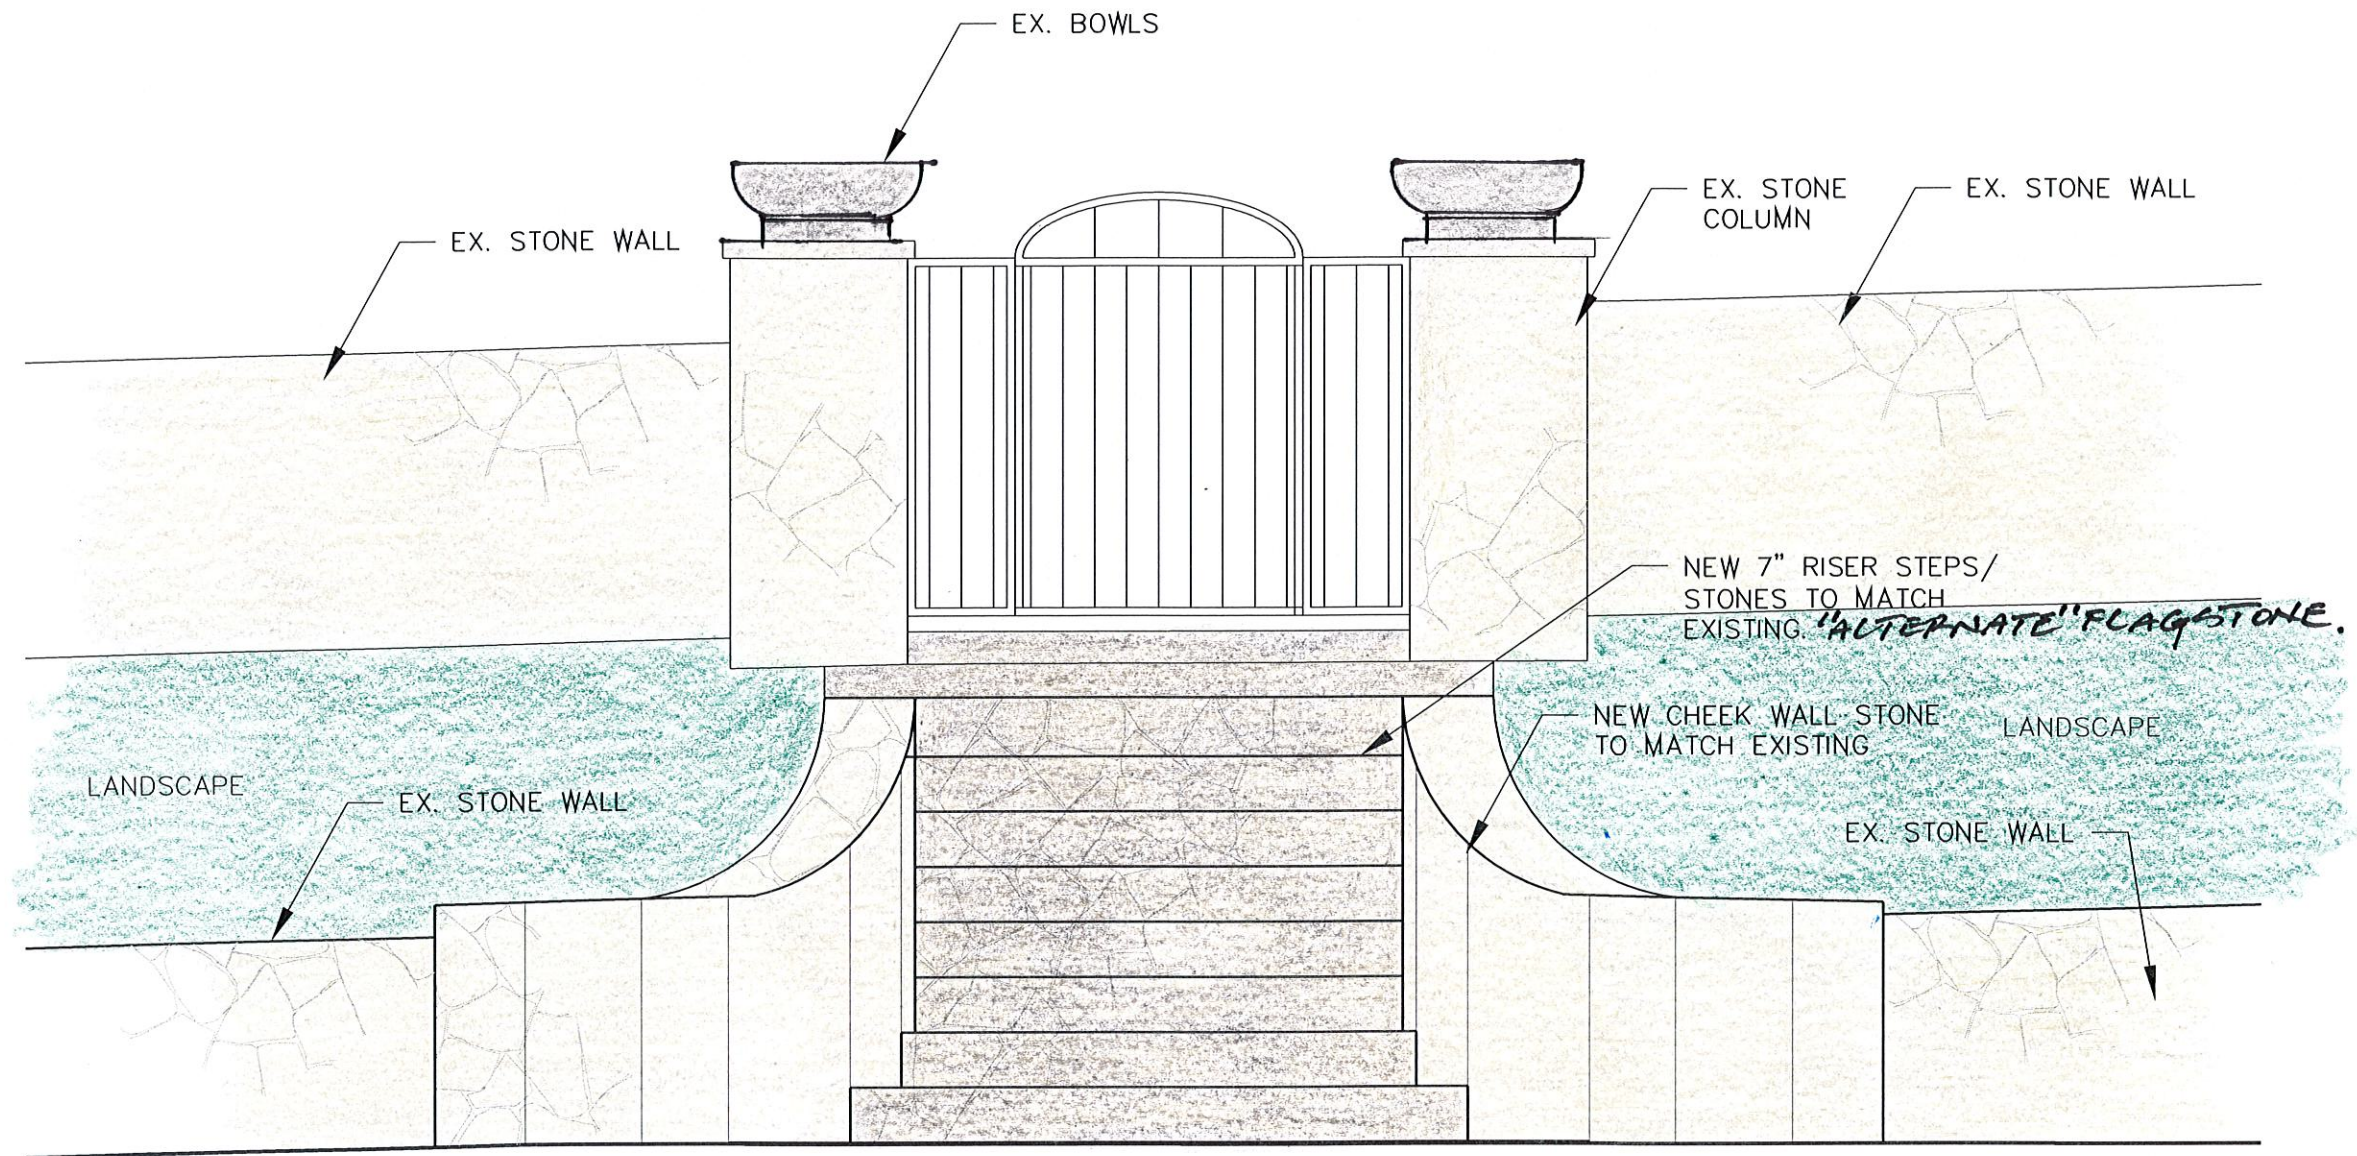 EX. BOWLS
EX. STONE
COLUMN
EX. STONE WALL
EX. STONE WALL
NEW 7" RISER STEPS/
STONES TO MATCH
EXISTING. "ALTERNATE" FLAGSTONE.
NEW CHEEK WALL STONE
TO MATCH EXISTING
LANDSCAPE
LANDSCAPE
EX. STONE WALL
EX. STONE WALL